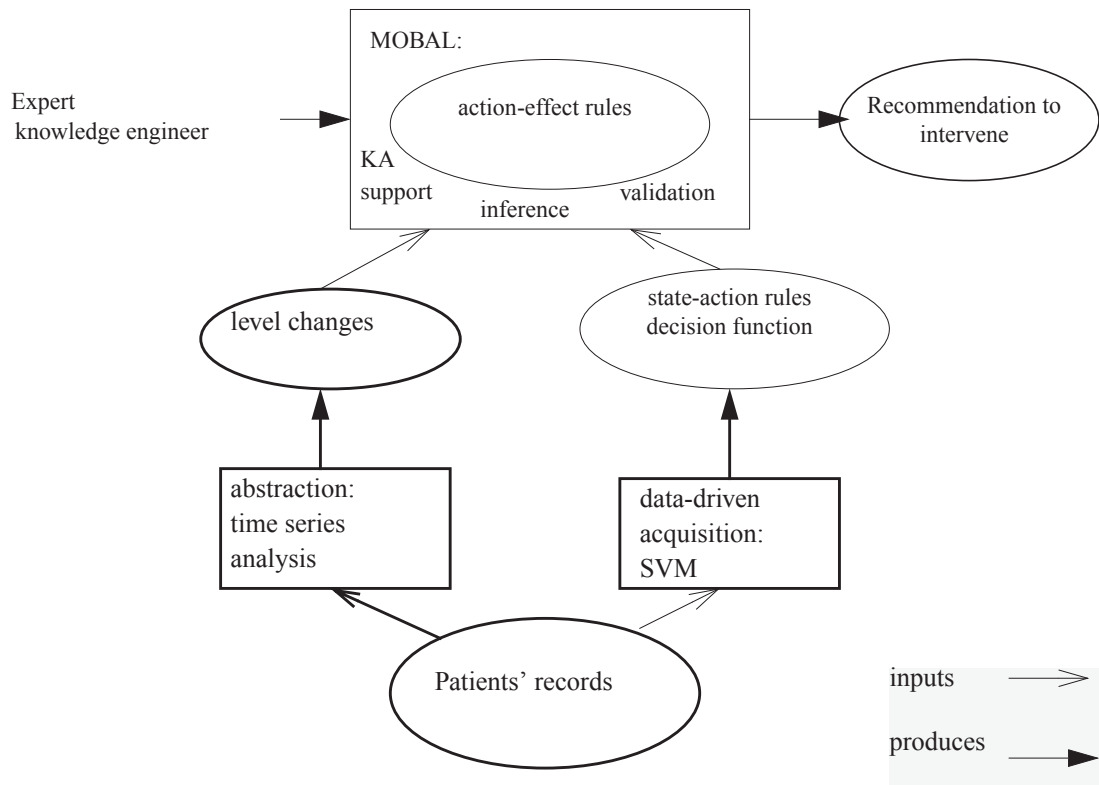 MOBAL:
action-effect rules
Expert
knowledge engineer
Recommendation to
intervene
KA
support
inference
validation
level changes
state-action rules
decision function
abstraction:
time series
analysis
data-driven
acquisition:
SVM
Patients’ records
inputs
produces